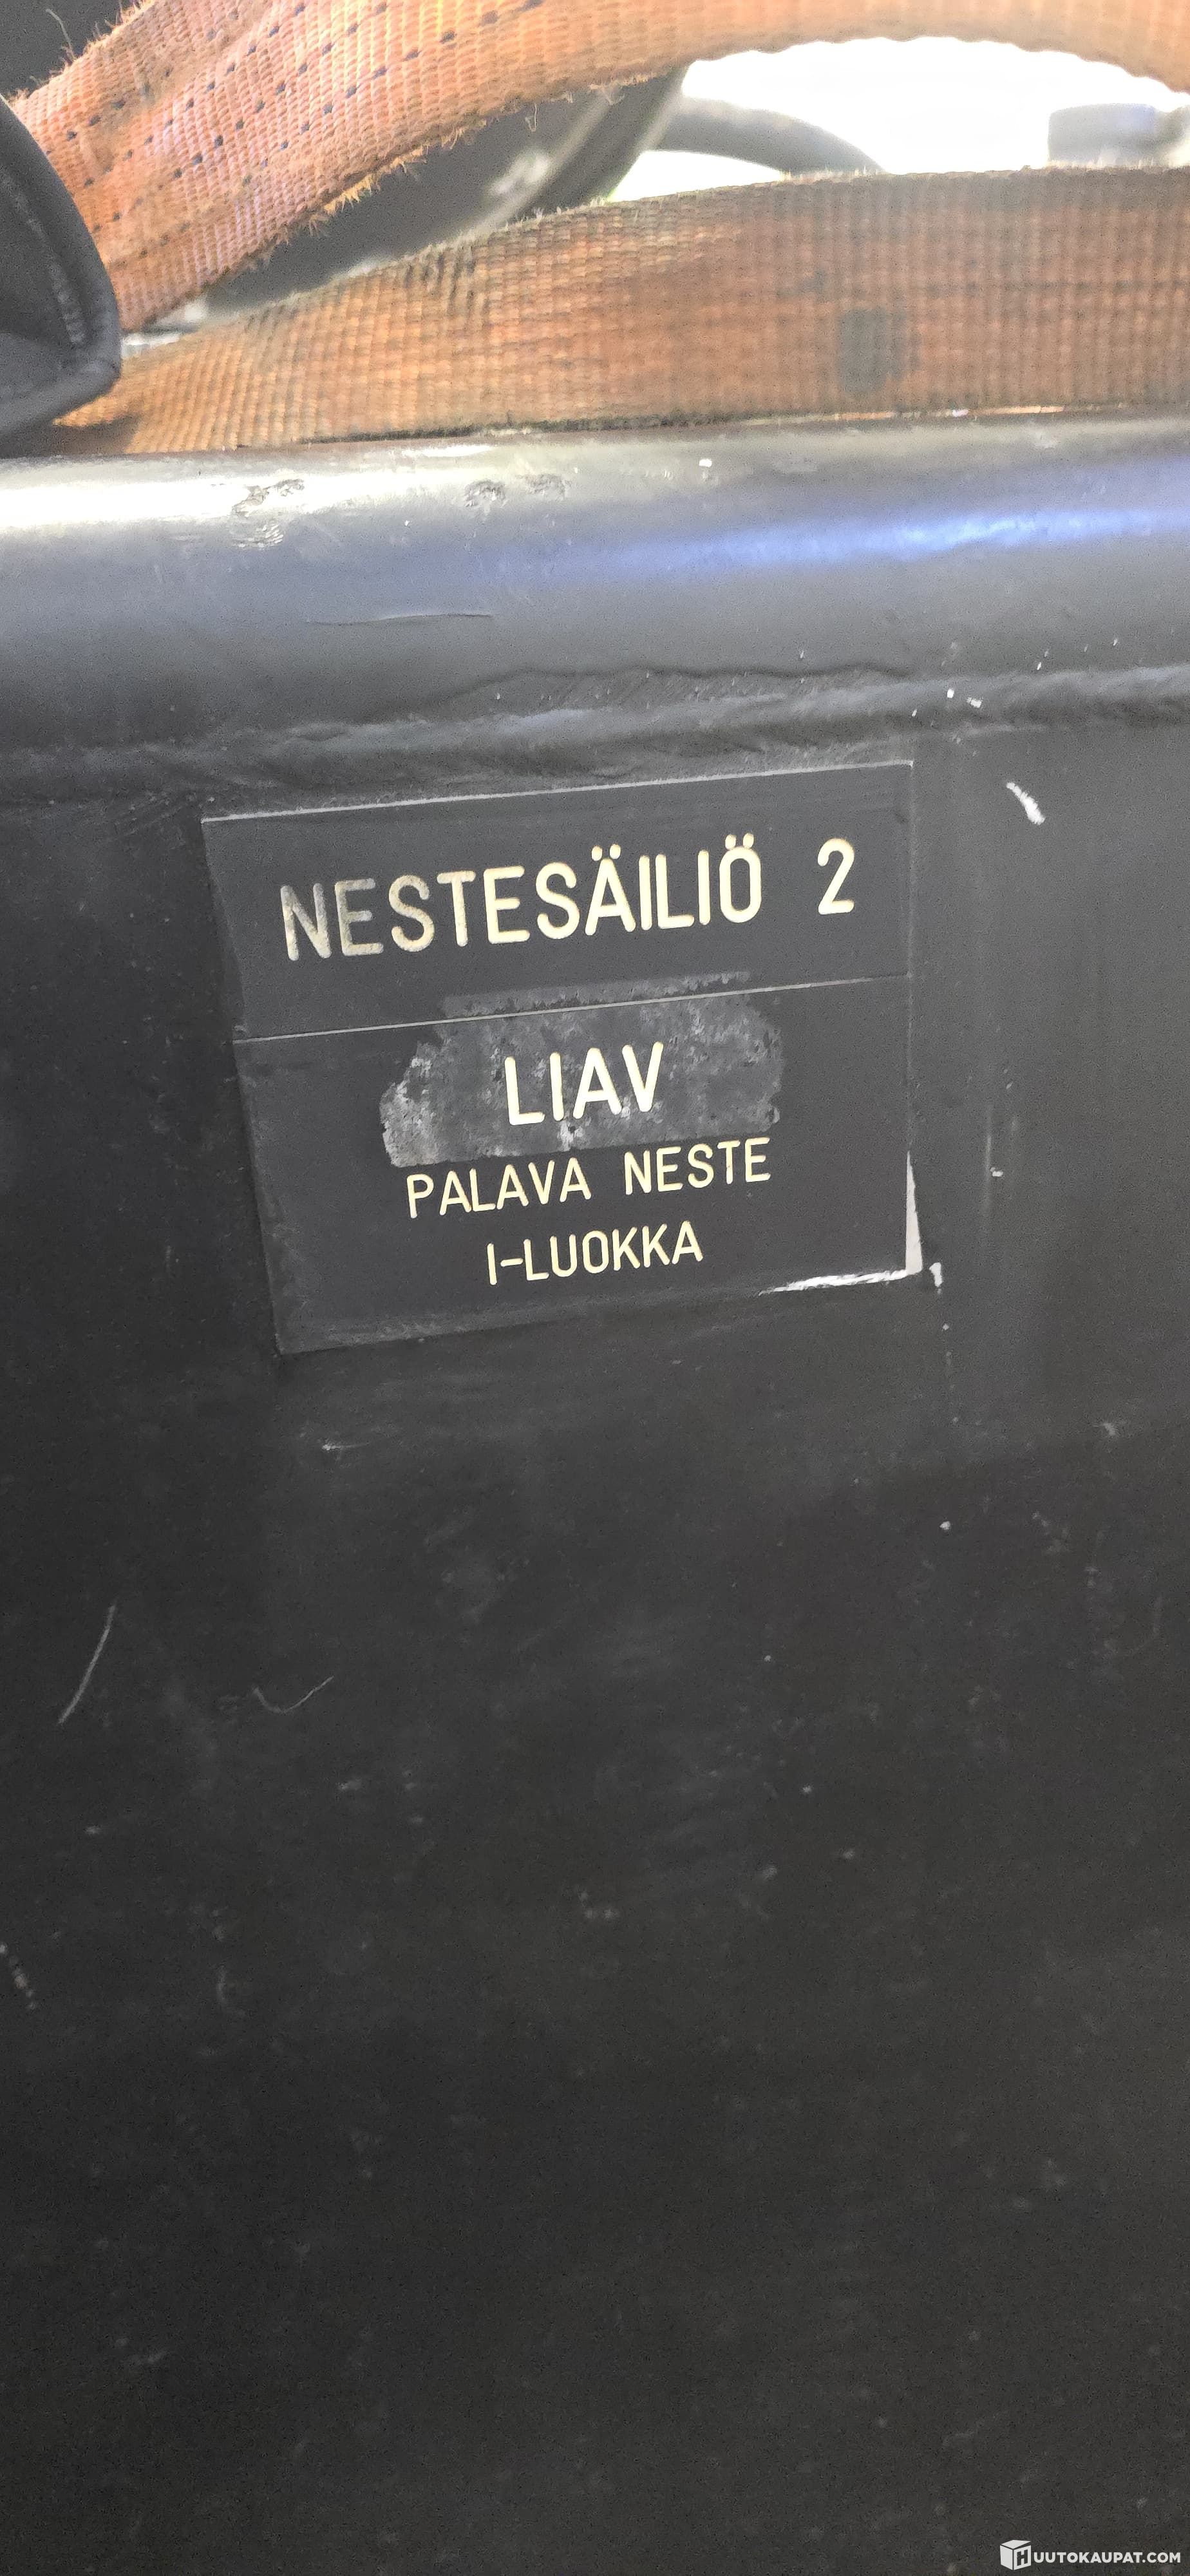 NESTESÄILIÖ 2
LIAV
PALAVA NESTE
I-LUOKKA
HUUTOKAUPAT.COM